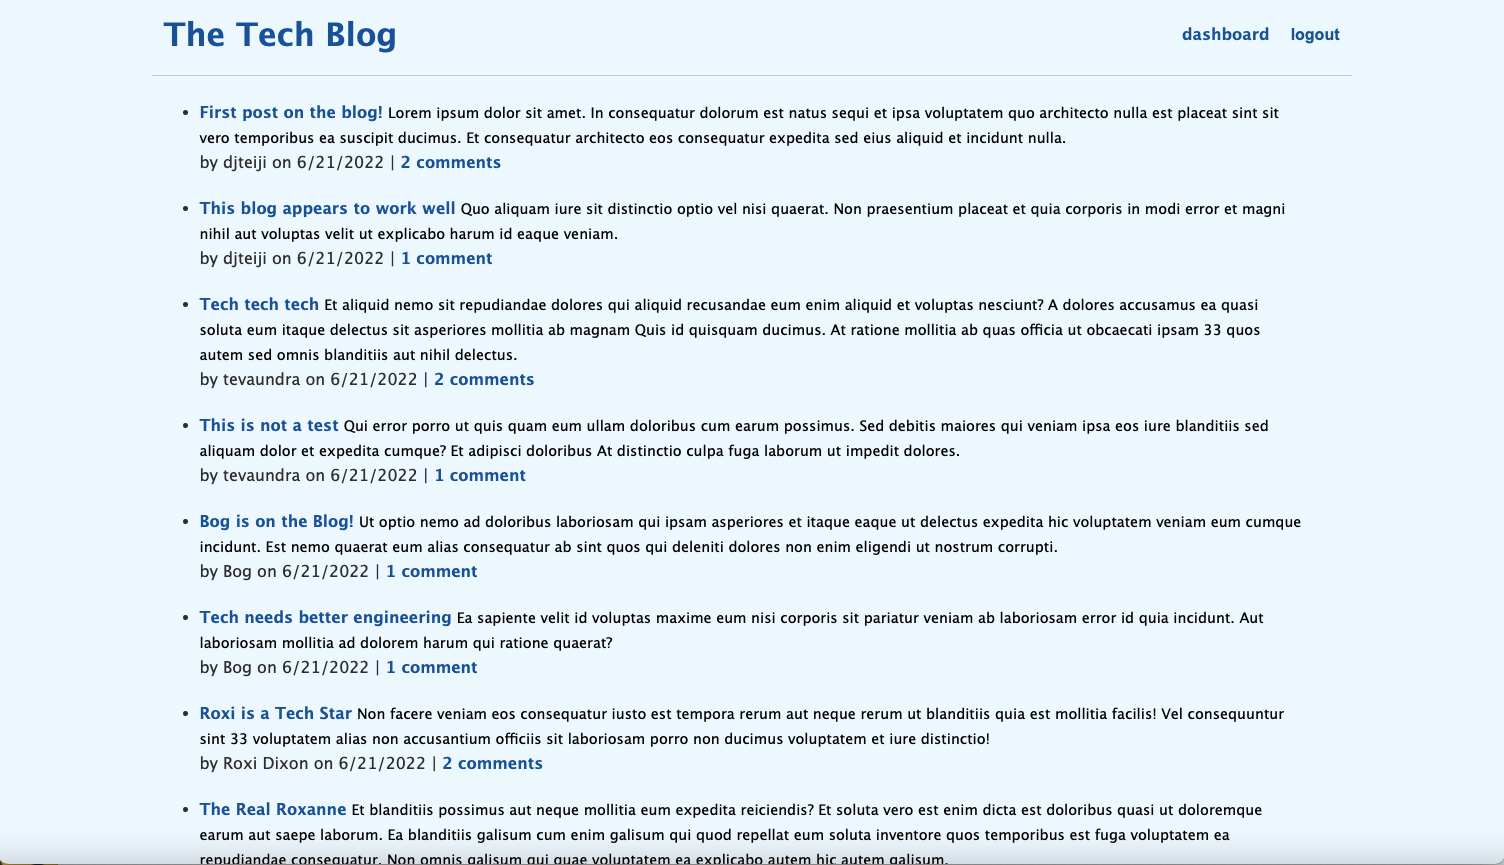 The Tech Blog
dashboard logout
First post on the blog! Lorem ipsum dolor sit amet. In consequatur dolorum est natus sequi et ipsa voluptatem quo architecto nulla est placeat sint sit
vero temporibus ea suscipit ducimus. Et consequatur architecto eos consequatur expedita sed eius aliquid et incidunt nulla.
by djteiji on 6/21/2022 | 2 comments
This blog appears to work well Quo aliquam iure sit distinctio optio vel nisi quaerat. Non praesentium placeat et quia corporis in modi error et magni
nihil aut voluptas velit ut explicabo harum id eaque veniam.
by djteiji on 6/21/2022 | 1 comment
Tech tech tech Et aliquid nemo sit repudiandae dolores qui aliquid recusandae eum enim aliquid et voluptas nesciunt? A dolores accusamus ea quasi
soluta eum itaque delectus sit asperiores mollitia ab magnam Quis id quisquam ducimus. At ratione mollitia ab quas officia ut obcaecati ipsam 33 quos
autem sed omnis blanditiis aut nihil delectus.
by tevaundra on 6/21/2022 | 2 comments
This is not a test Qui error porro ut quis quam eum ullam doloribus cum earum possimus. Sed debitis maiores qui veniam ipsa eos iure blanditiis sed
aliquam dolor et expedita cumque? Et adipisci doloribus At distinctio culpa fuga laborum ut impedit dolores.
by tevaundra on 6/21/2022 | 1 comment
Bog is on the Blog! Ut optio nemo ad doloribus laboriosam qui ipsam asperiores et itaque eaque ut delectus expedita hic voluptatem veniam eum cumque
incidunt. Est nemo quaerat eum alias consequatur ab sint quos qui deleniti dolores non enim eligendi ut nostrum corrupti.
by Bog on 6/21/2022 | 1 comment
Tech needs better engineering Ea sapiente velit id voluptas maxime eum nisi corporis sit pariatur veniam ab laboriosam error id quia incidunt. Aut
laboriosam mollitia ad dolorem harum qui ratione quaerat?
by Bog on 6/21/2022 | 1 comment
Roxi is a Tech Star Non facere veniam eos consequatur iusto est tempora rerum aut neque rerum ut blanditiis quia est mollitia facilis! Vel consequuntur
sint 33 voluptatem alias non accusantium officiis sit laboriosam porro non ducimus voluptatem et iure distinctio!
by Roxi Dixon on 6/21/2022 | 2 comments
The Real Roxanne Et blanditiis possimus aut neque mollitia eum expedita reiciendis? Et soluta vero est enim dicta est doloribus quasi ut doloremque
earum aut saepe laborum. Ea blanditiis galisum cum enim galisum qui quod repellat eum soluta inventore quos temporibus est fuga voluptatem ea
repudiandae consequatur. Non omnis galisum qui quae voluptatem ea explicabo autem hic autem galisum.